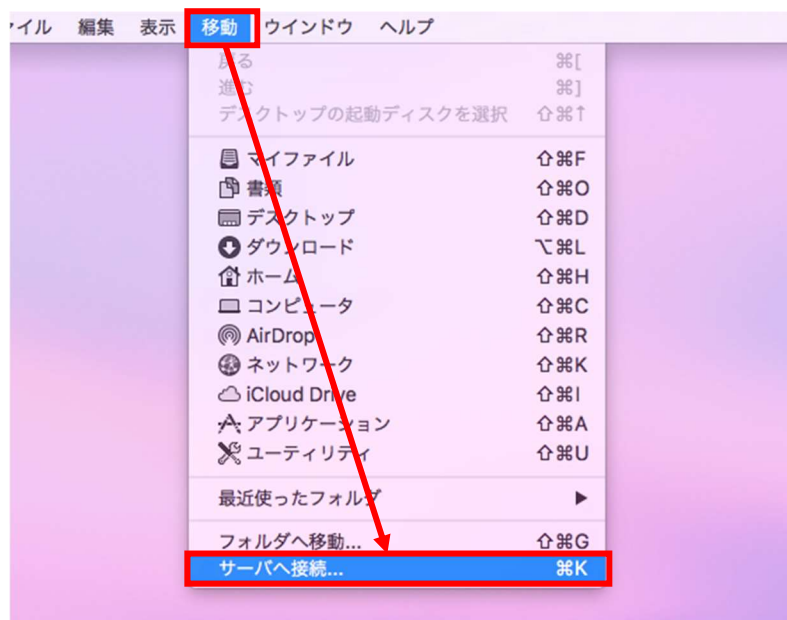 ァイル 編集 表示 移動 ウインドウ ヘルプ
戻る ⌘[
進む ⌘]
デスクトップの起動ディスクを選択 ⇧⌘↑
マイファイル ⇧⌘F
書類 ⇧⌘O
デスクトップ ⇧⌘D
ダウンロード ⌥⌘L
ホーム ⇧⌘H
コンピュータ ⇧⌘C
AirDrop ⇧⌘R
ネットワーク ⇧⌘K
iCloud Drive ⇧⌘I
アプリケーション ⇧⌘A
ユーティリティ ⇧⌘U
最近使ったフォルダ ▶
フォルダへ移動... ⇧⌘G
サーバへ接続... ⌘K